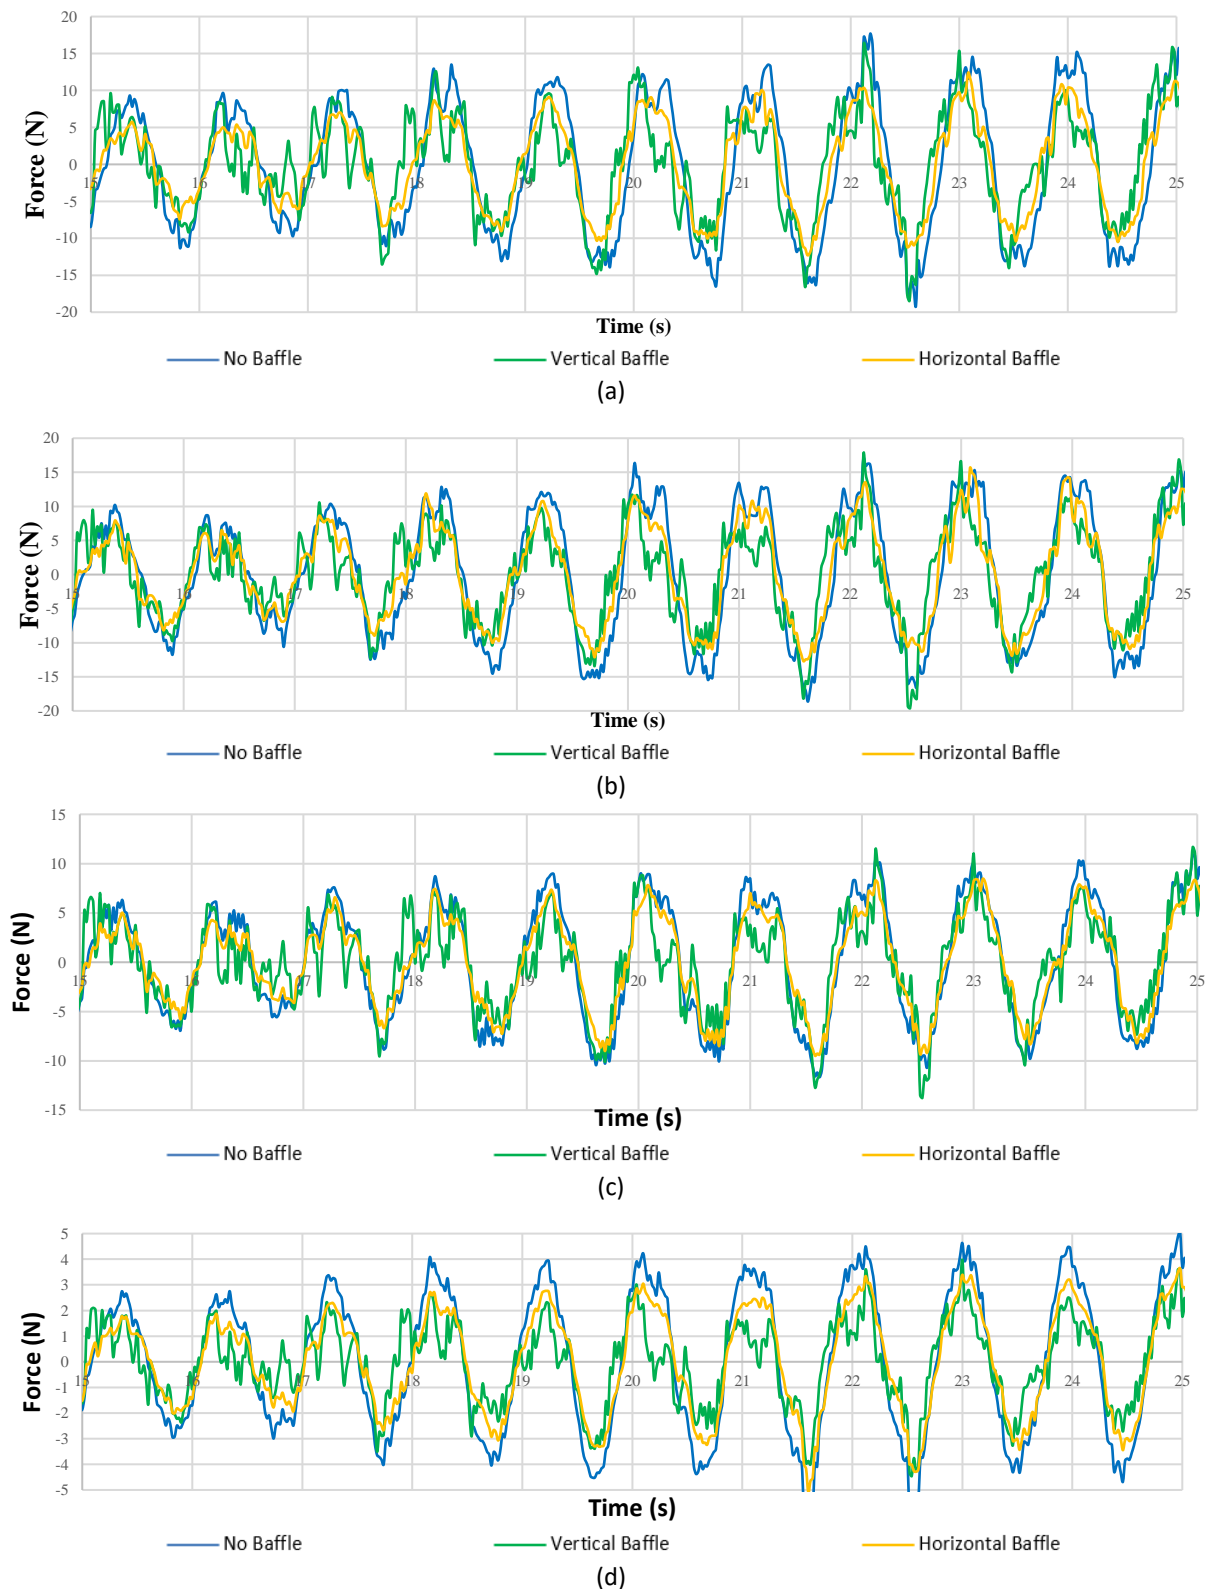 20
15
10
5
0
-5
-10
-15
-20
15 16 17 18 19 20 21 22 23 24 25
Force (N)
Time (s)
No Baffle Vertical Baffle Horizontal Baffle
(a)
20
15
10
5
0
-5
-10
-15
-20
15 16 17 18 19 20 21 22 23 24 25
Force (N)
Time (s)
No Baffle Vertical Baffle Horizontal Baffle
(b)
15
10
5
0
-5
-10
-15
15 16 17 18 19 20 21 22 23 24 25
Force (N)
Time (s)
No Baffle Vertical Baffle Horizontal Baffle
(c)
5
4
3
2
1
0
-1
-2
-3
-4
-5
15 16 17 18 19 20 21 22 23 24 25
Force (N)
Time (s)
No Baffle Vertical Baffle Horizontal Baffle
(d)